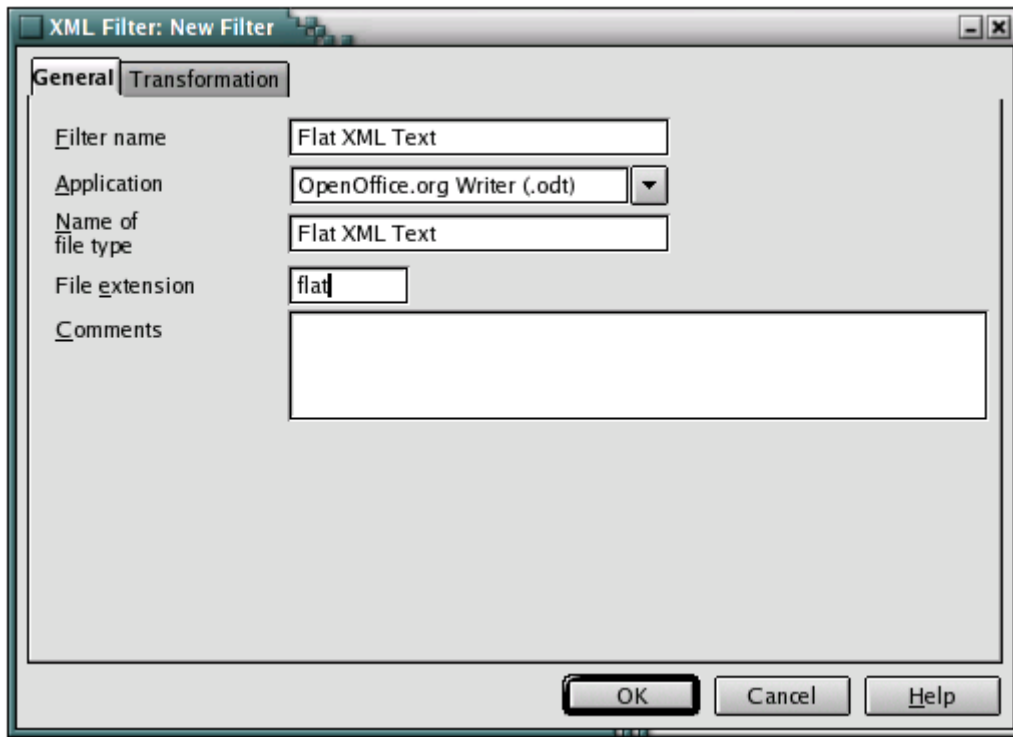 XML Filter: New Filter
General Transformation
Filter name Flat XML Text
Application OpenOffice.org Writer (.odt)
Name of
file type Flat XML Text
File extension flat
Comments
OK Cancel Help